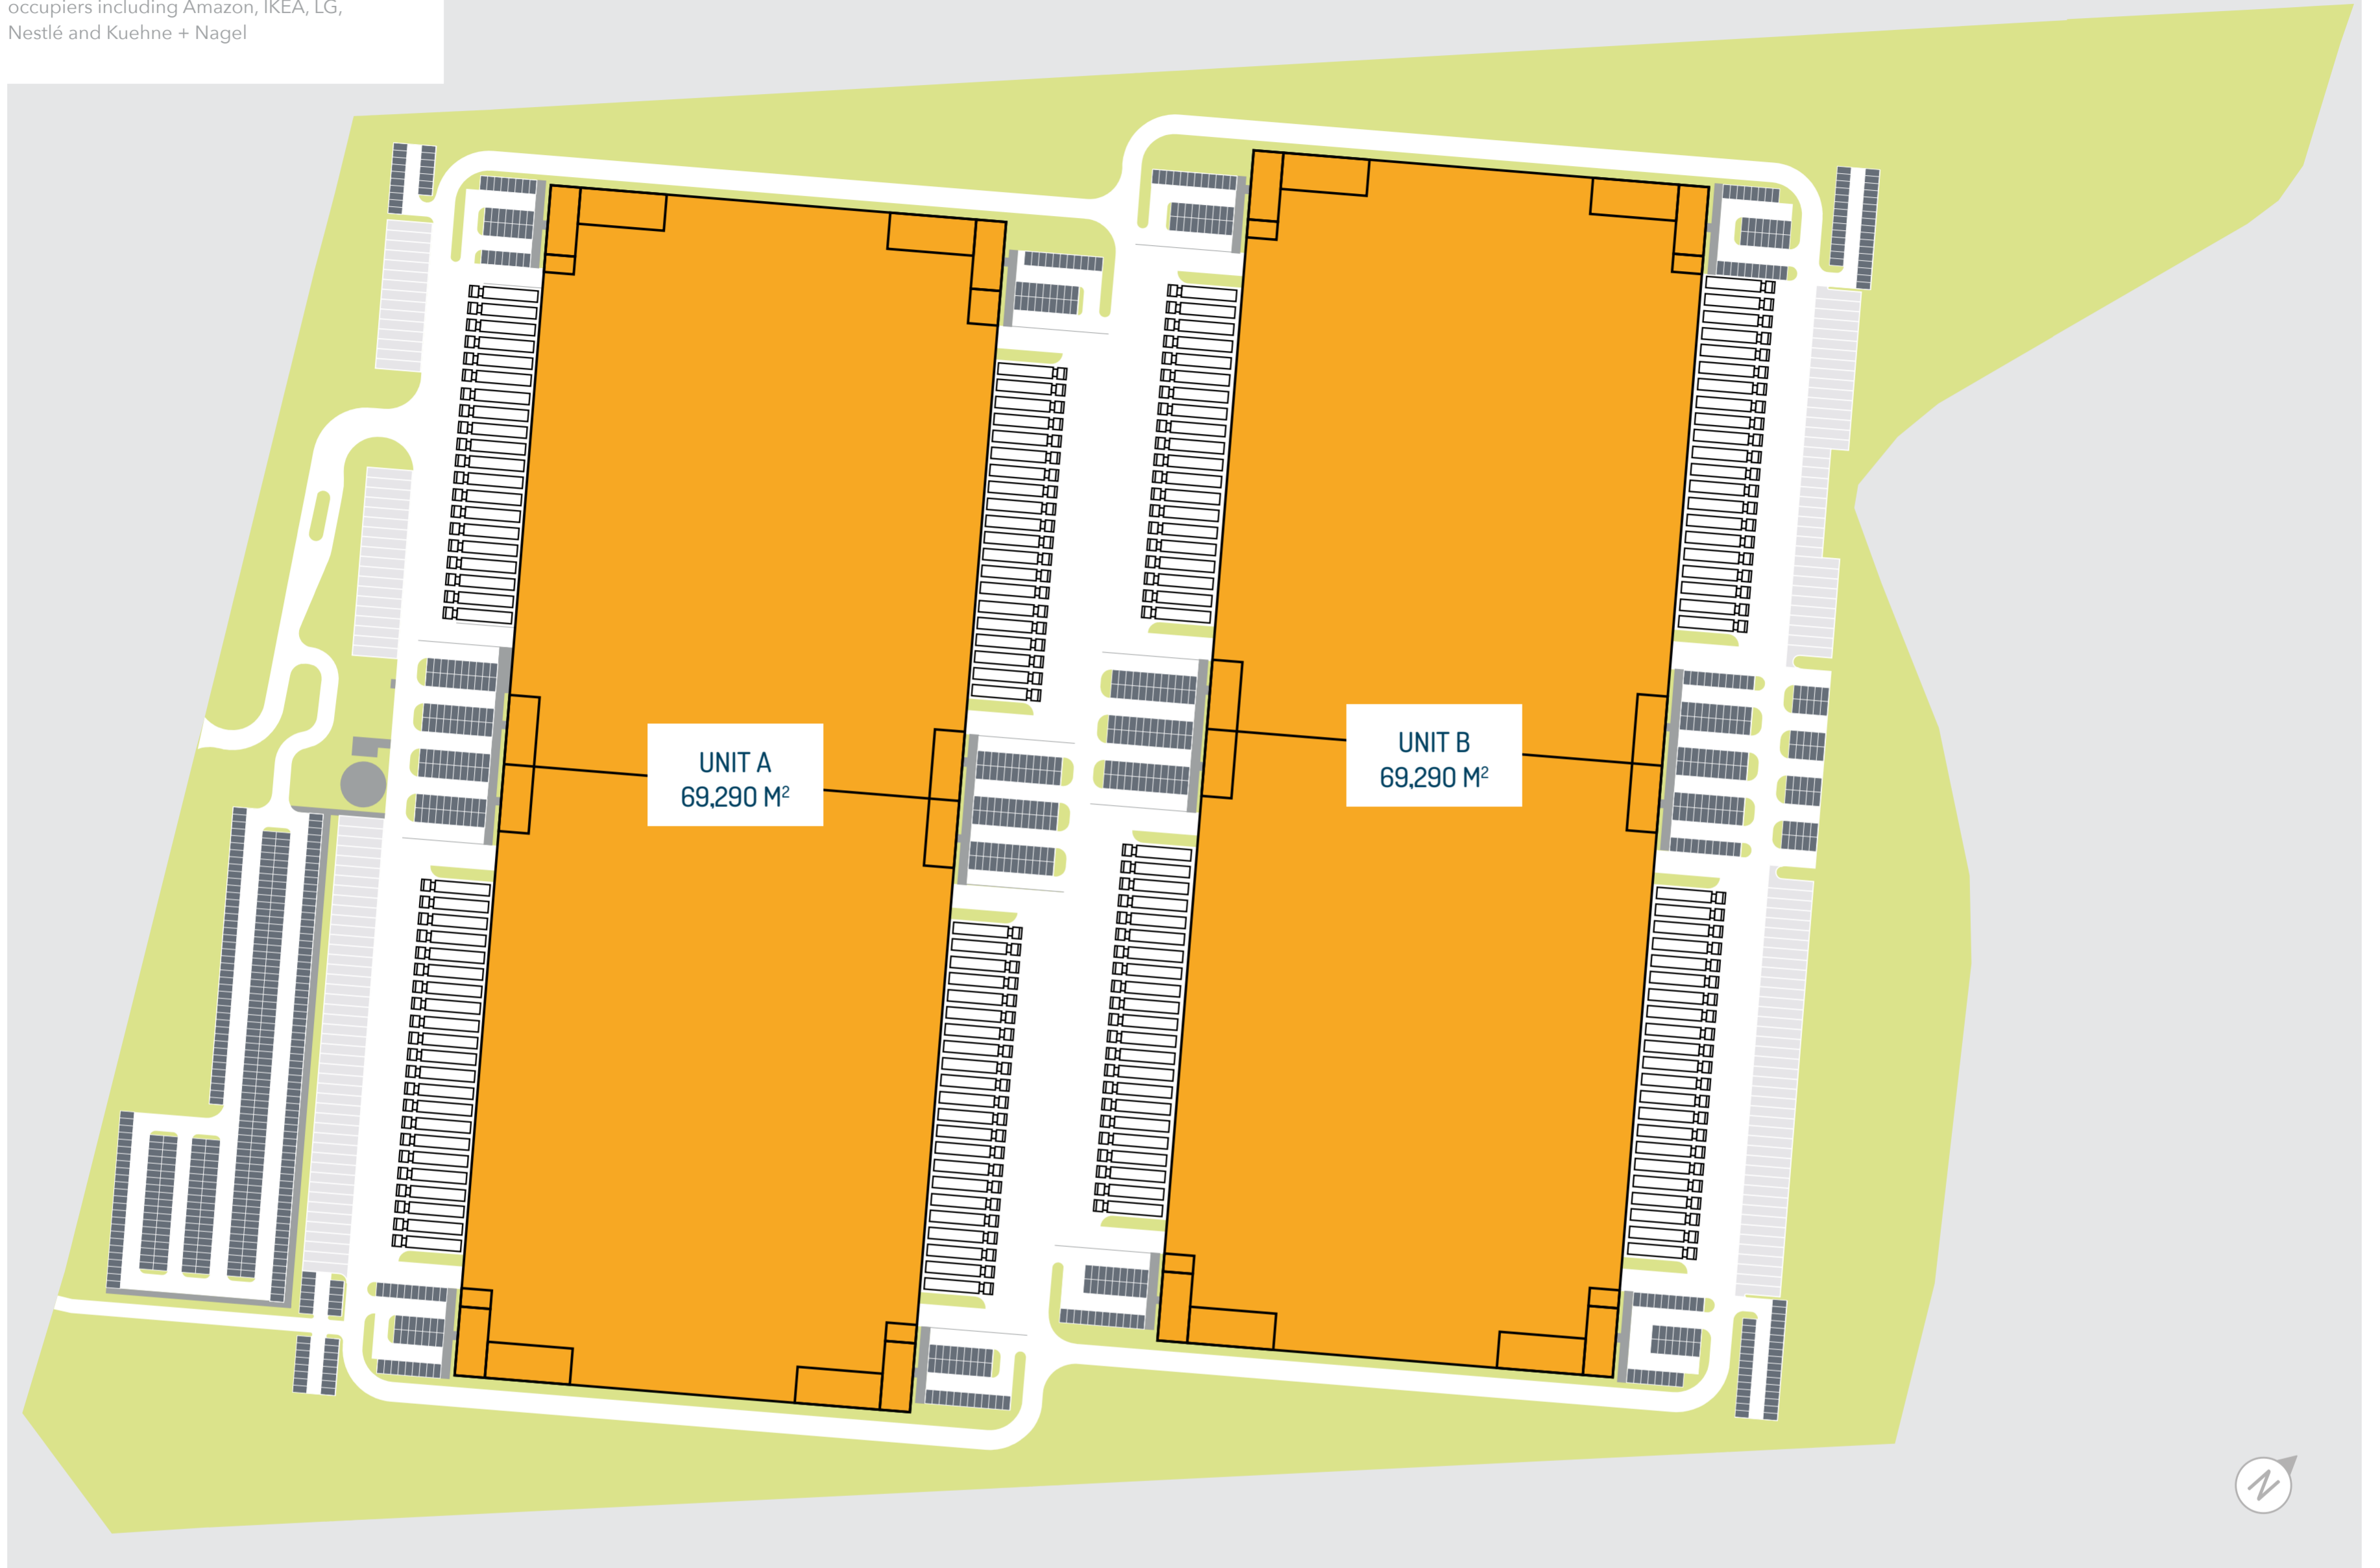 occupiers including Amazon, IKEA, LG,
Nestlé and Kuehne + Nagel
UNIT A
69,290 M²
UNIT B
69,290 M²
N